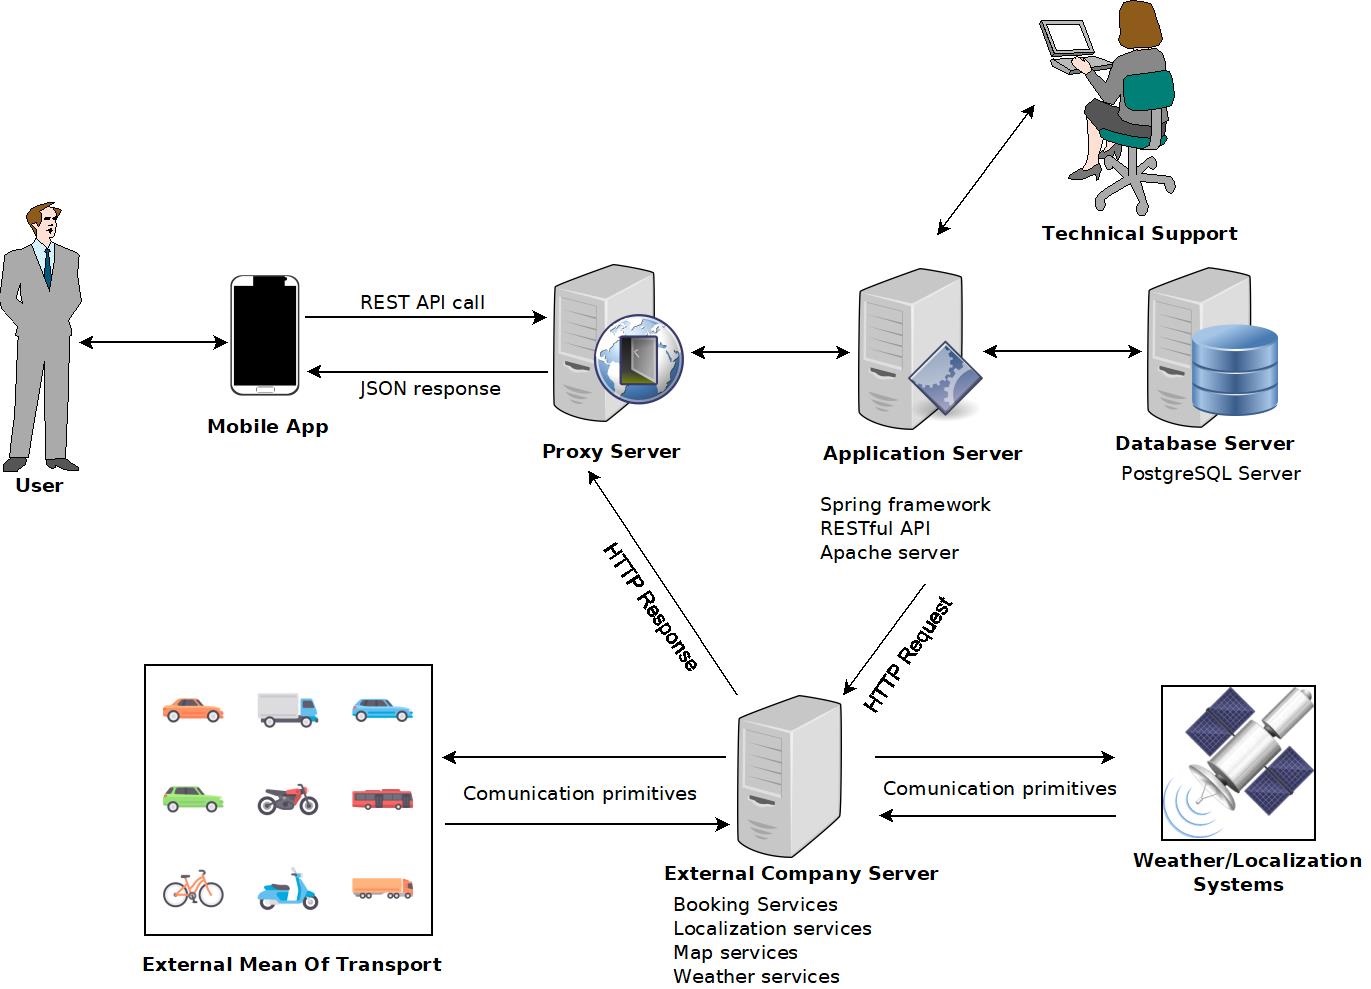 Technical Support
REST API call
JSON response
Mobile App
User
Proxy Server
Application Server
Spring framework
RESTful API
Apache server
Database Server
PostgreSQL Server
HTTP Response
HTTP Request
Comunication primitives
Comunication primitives
External Mean Of Transport
External Company Server
Booking Services
Localization services
Map services
Weather services
Weather/Localization
Systems